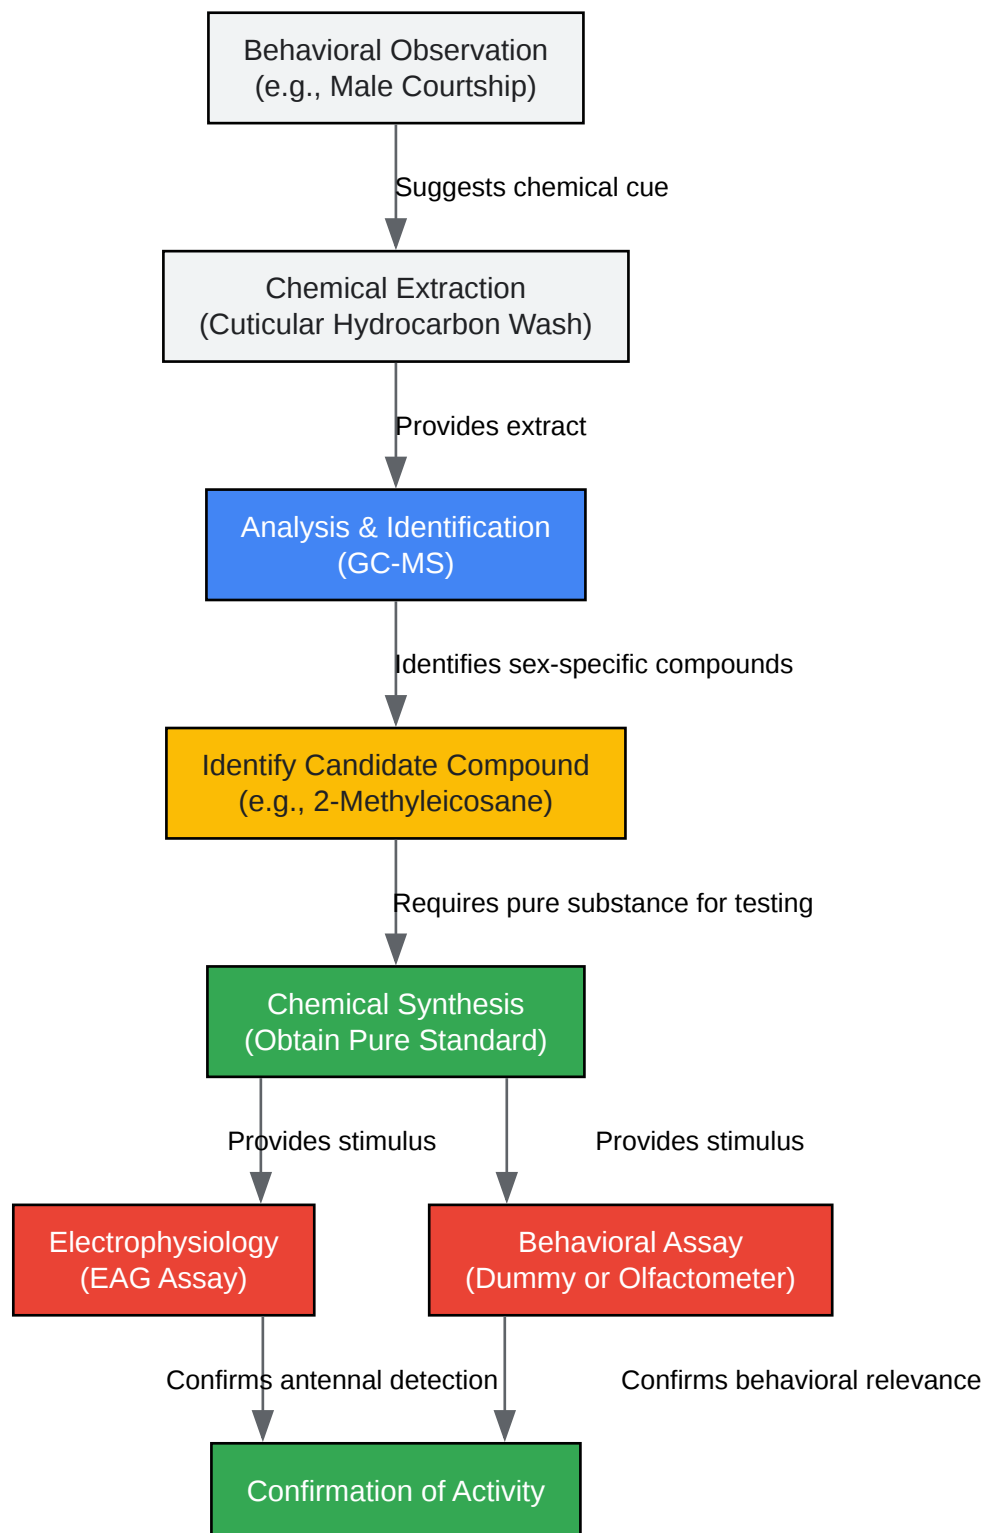 Behavioral Observation
(e.g., Male Courtship)
Suggests chemical cue
Chemical Extraction
(Cuticular Hydrocarbon Wash)
Provides extract
Analysis & Identification
(GC-MS)
Identifies sex-specific compounds
Identify Candidate Compound
(e.g., 2-Methyleicosane)
Requires pure substance for testing
Chemical Synthesis
(Obtain Pure Standard)
Provides stimulus
Provides stimulus
Electrophysiology
(EAG Assay)
Behavioral Assay
(Dummy or Olfactometer)
Confirms antennal detection
Confirms behavioral relevance
Confirmation of Activity